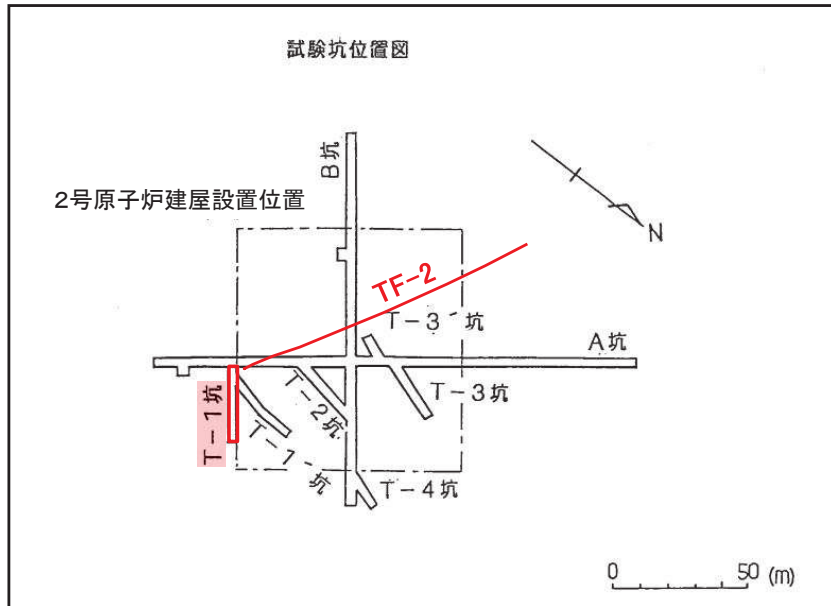 試験坑位置図
B坑
2号原子炉建屋設置位置
N
TF-2
T-3´坑
A坑
T-1坑
T-2坑
T-3坑
T-1´坑
T-4坑
0 50 (m)